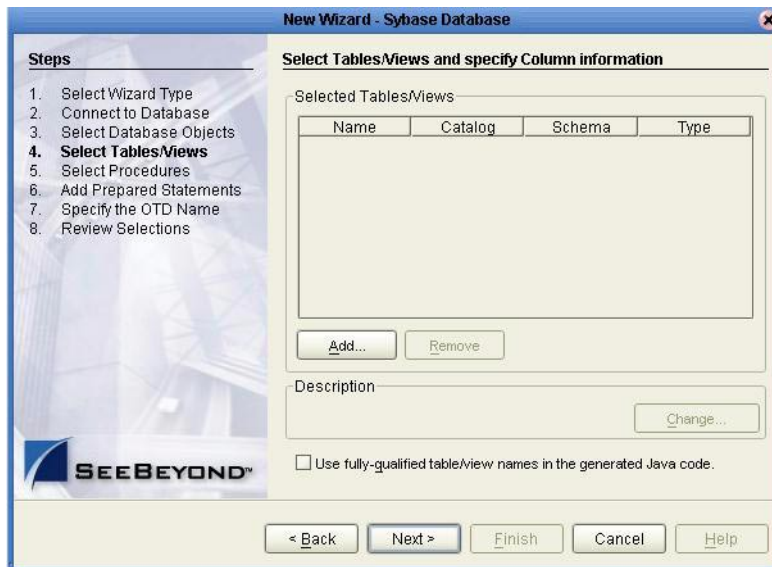 New Wizard - Sybase Database
Steps
1. Select Wizard Type
2. Connect to Database
3. Select Database Objects
4. Select Tables/Views
5. Select Procedures
6. Add Prepared Statements
7. Specify the OTD Name
8. Review Selections
SEEBEYOND™
Select Tables/Views and specify Column information
Selected Tables/Views
Name Catalog Schema Type
Add... Remove
Description
Change...
Use fully-qualified table/view names in the generated Java code.
< Back Next > Finish Cancel Help